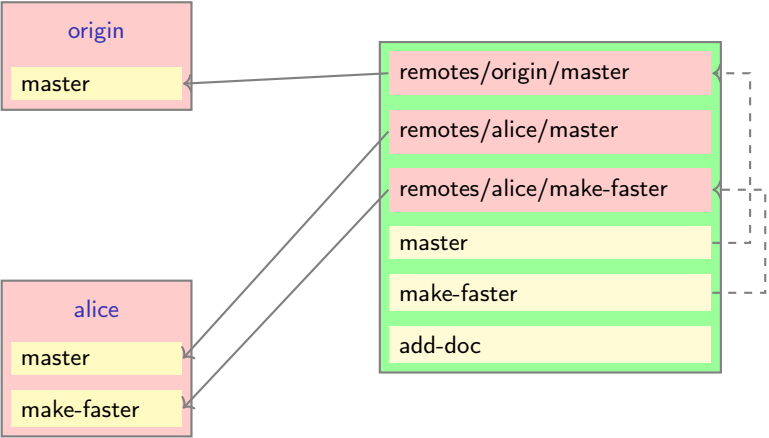 origin
master
alice
master
make-faster
remotes/origin/master
remotes/alice/master
remotes/alice/make-faster
master
make-faster
add-doc